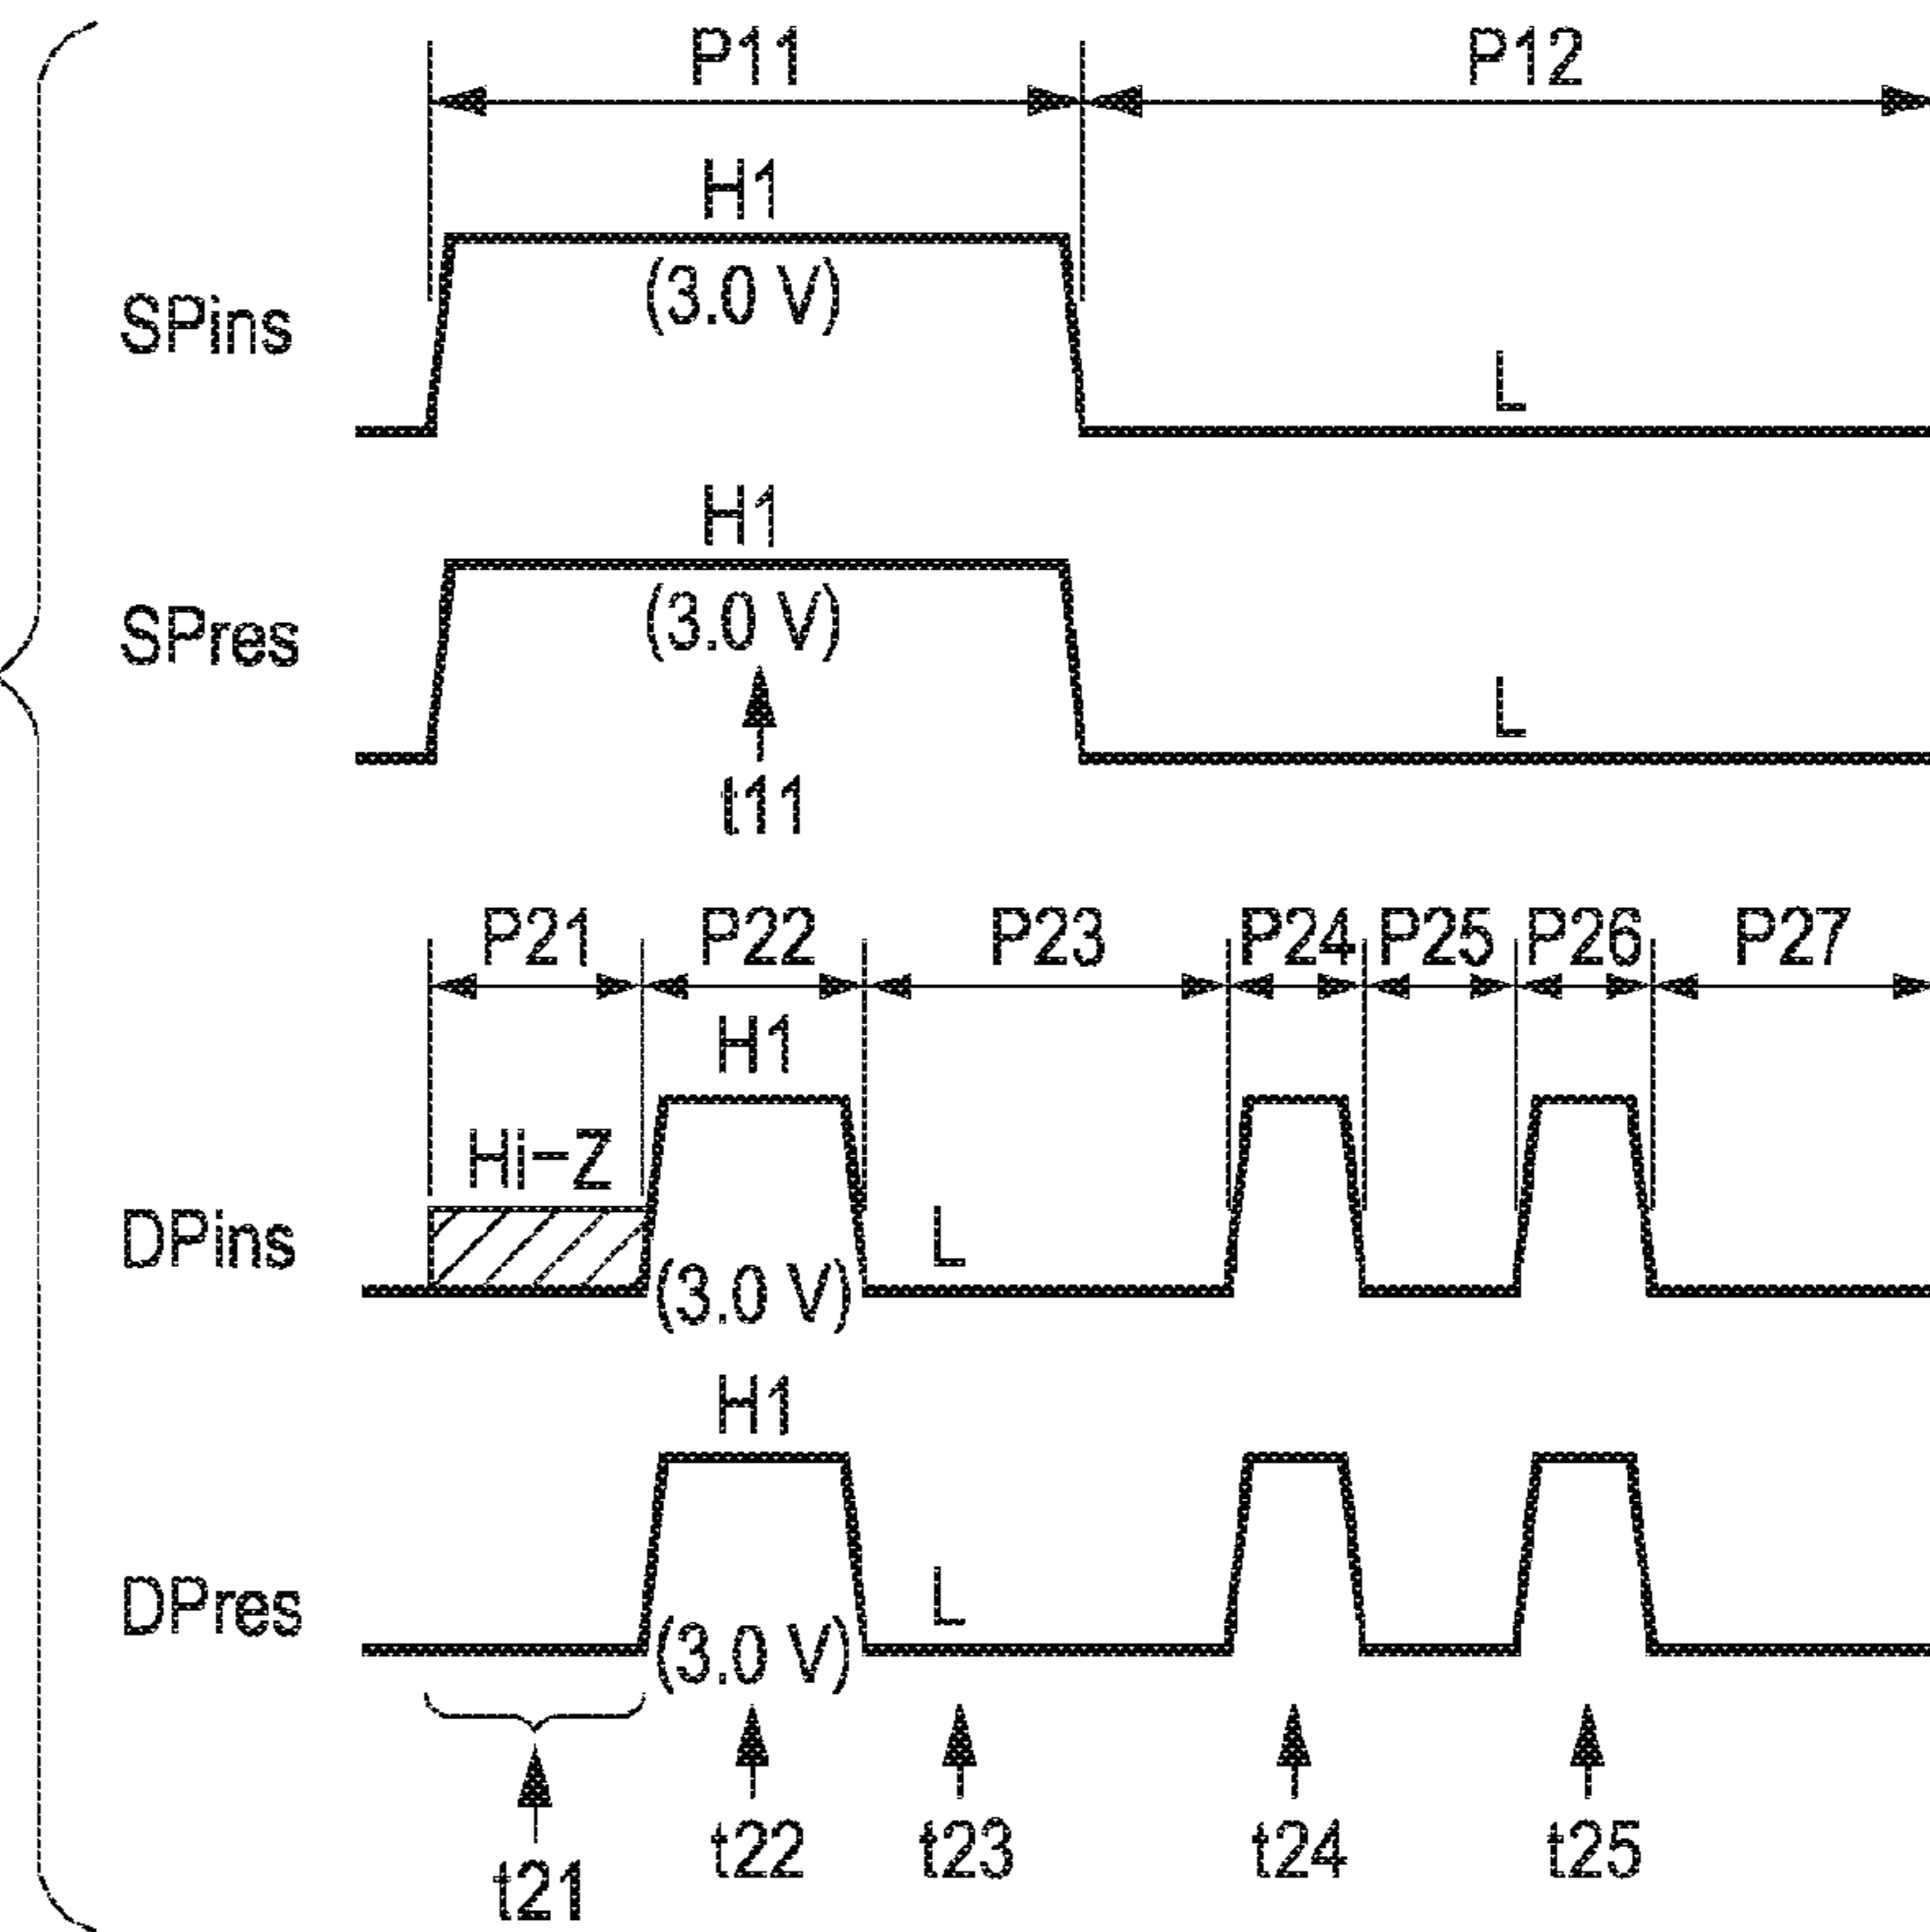 P11 P12
H1
(3.0 V)
SPins
L
H1
(3.0 V)
SPres
L
t11
P21 P22 P23 P24 P25 P26 P27
H1
Hi-Z
DPins
L
(3.0 V)
H1
DPres
L
(3.0 V)
t21 t22 t23 t24 t25